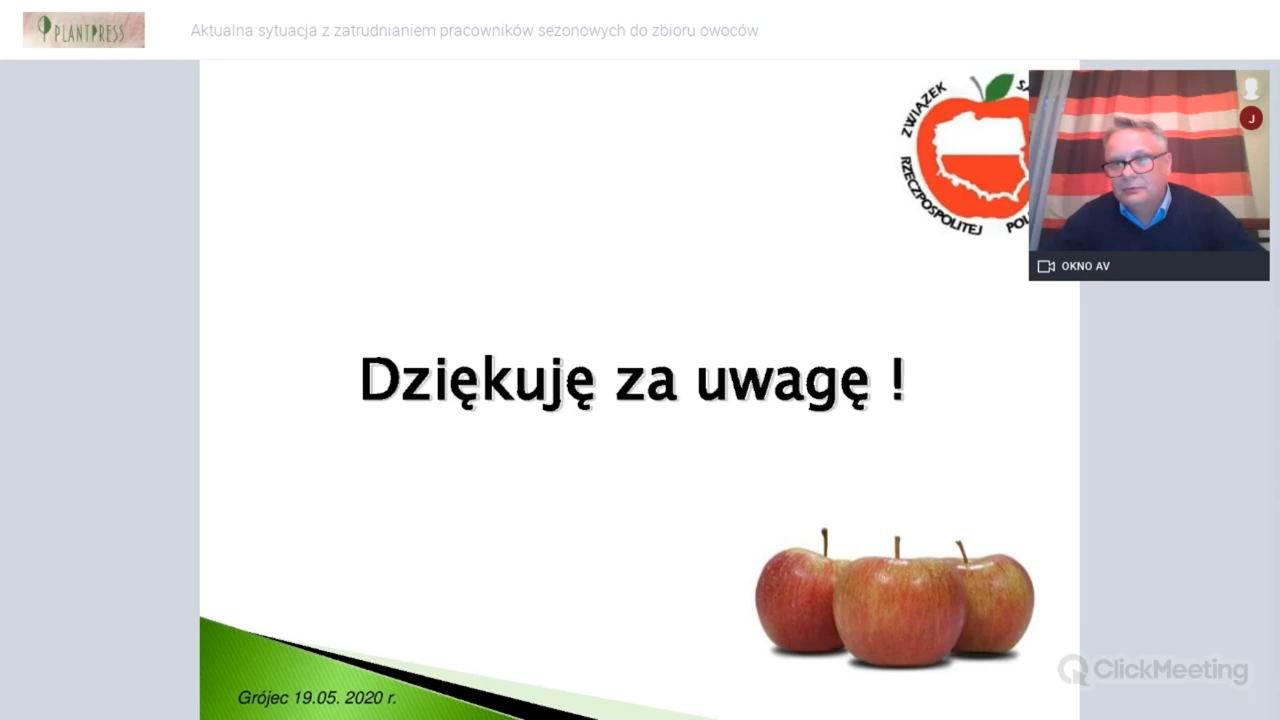 PLANTPRESS
Aktualna sytuacja z zatrudnianiem pracowników sezonowych do zbioru owoców
ZWIĄZEK
RZECZPOSPOLITEJ
J
OKNO AV
Dziękuję za uwagę !
ClickMeeting
Grójec 19.05. 2020 r.